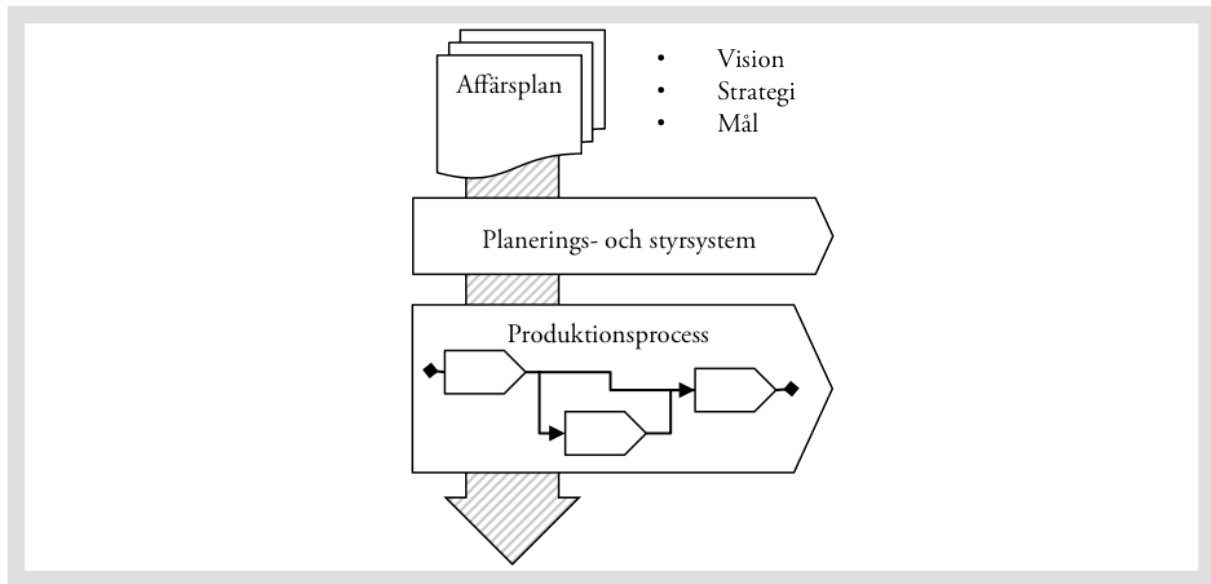 Affärsplan
• Vision
• Strategi
• Mål
Planerings- och styrsystem
Produktionsprocess